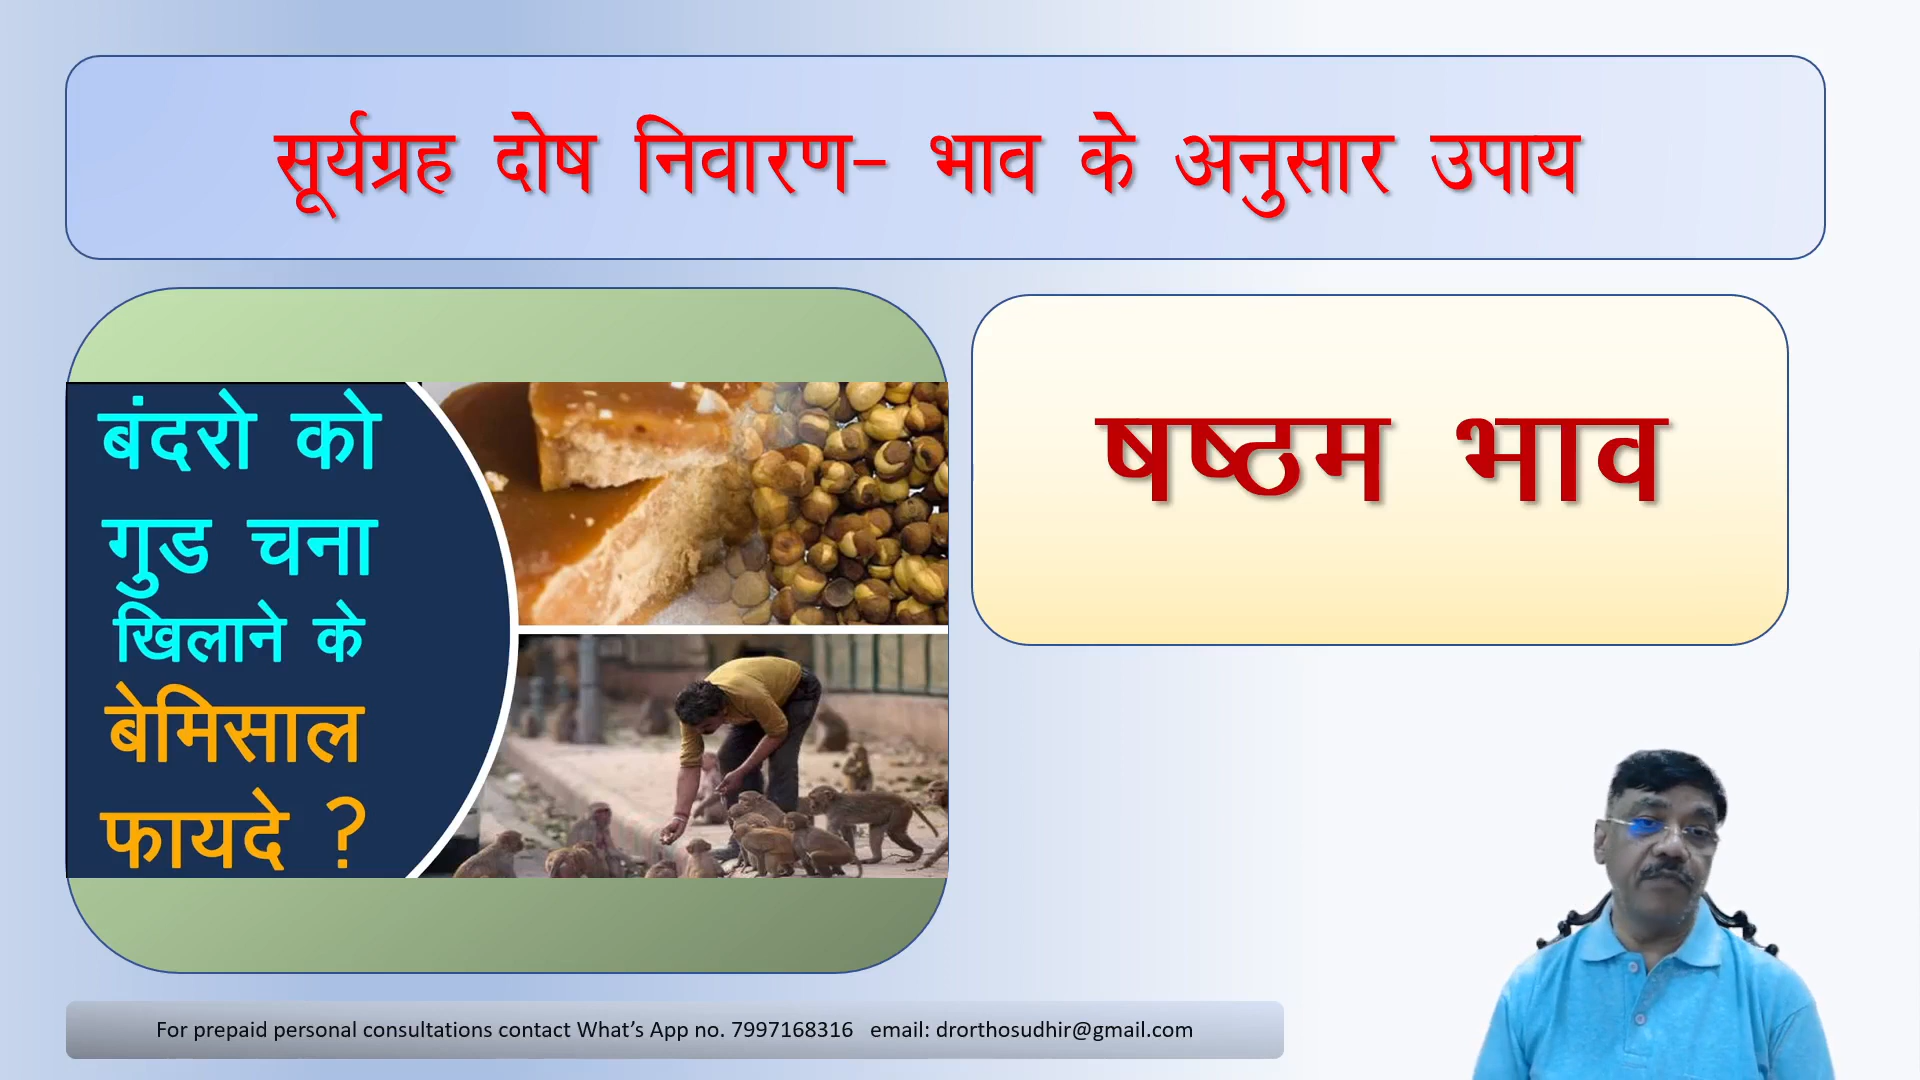 सूर्यग्रह दोष निवारण- भाव के अनुसार उपाय
बंदरो को
गुड चना
खिलाने के
बेमिसाल
फायदे ?
षष्ठम भाव
For prepaid personal consultations contact What's App no. 7997168316 email: drorthosudhir@gmail.com